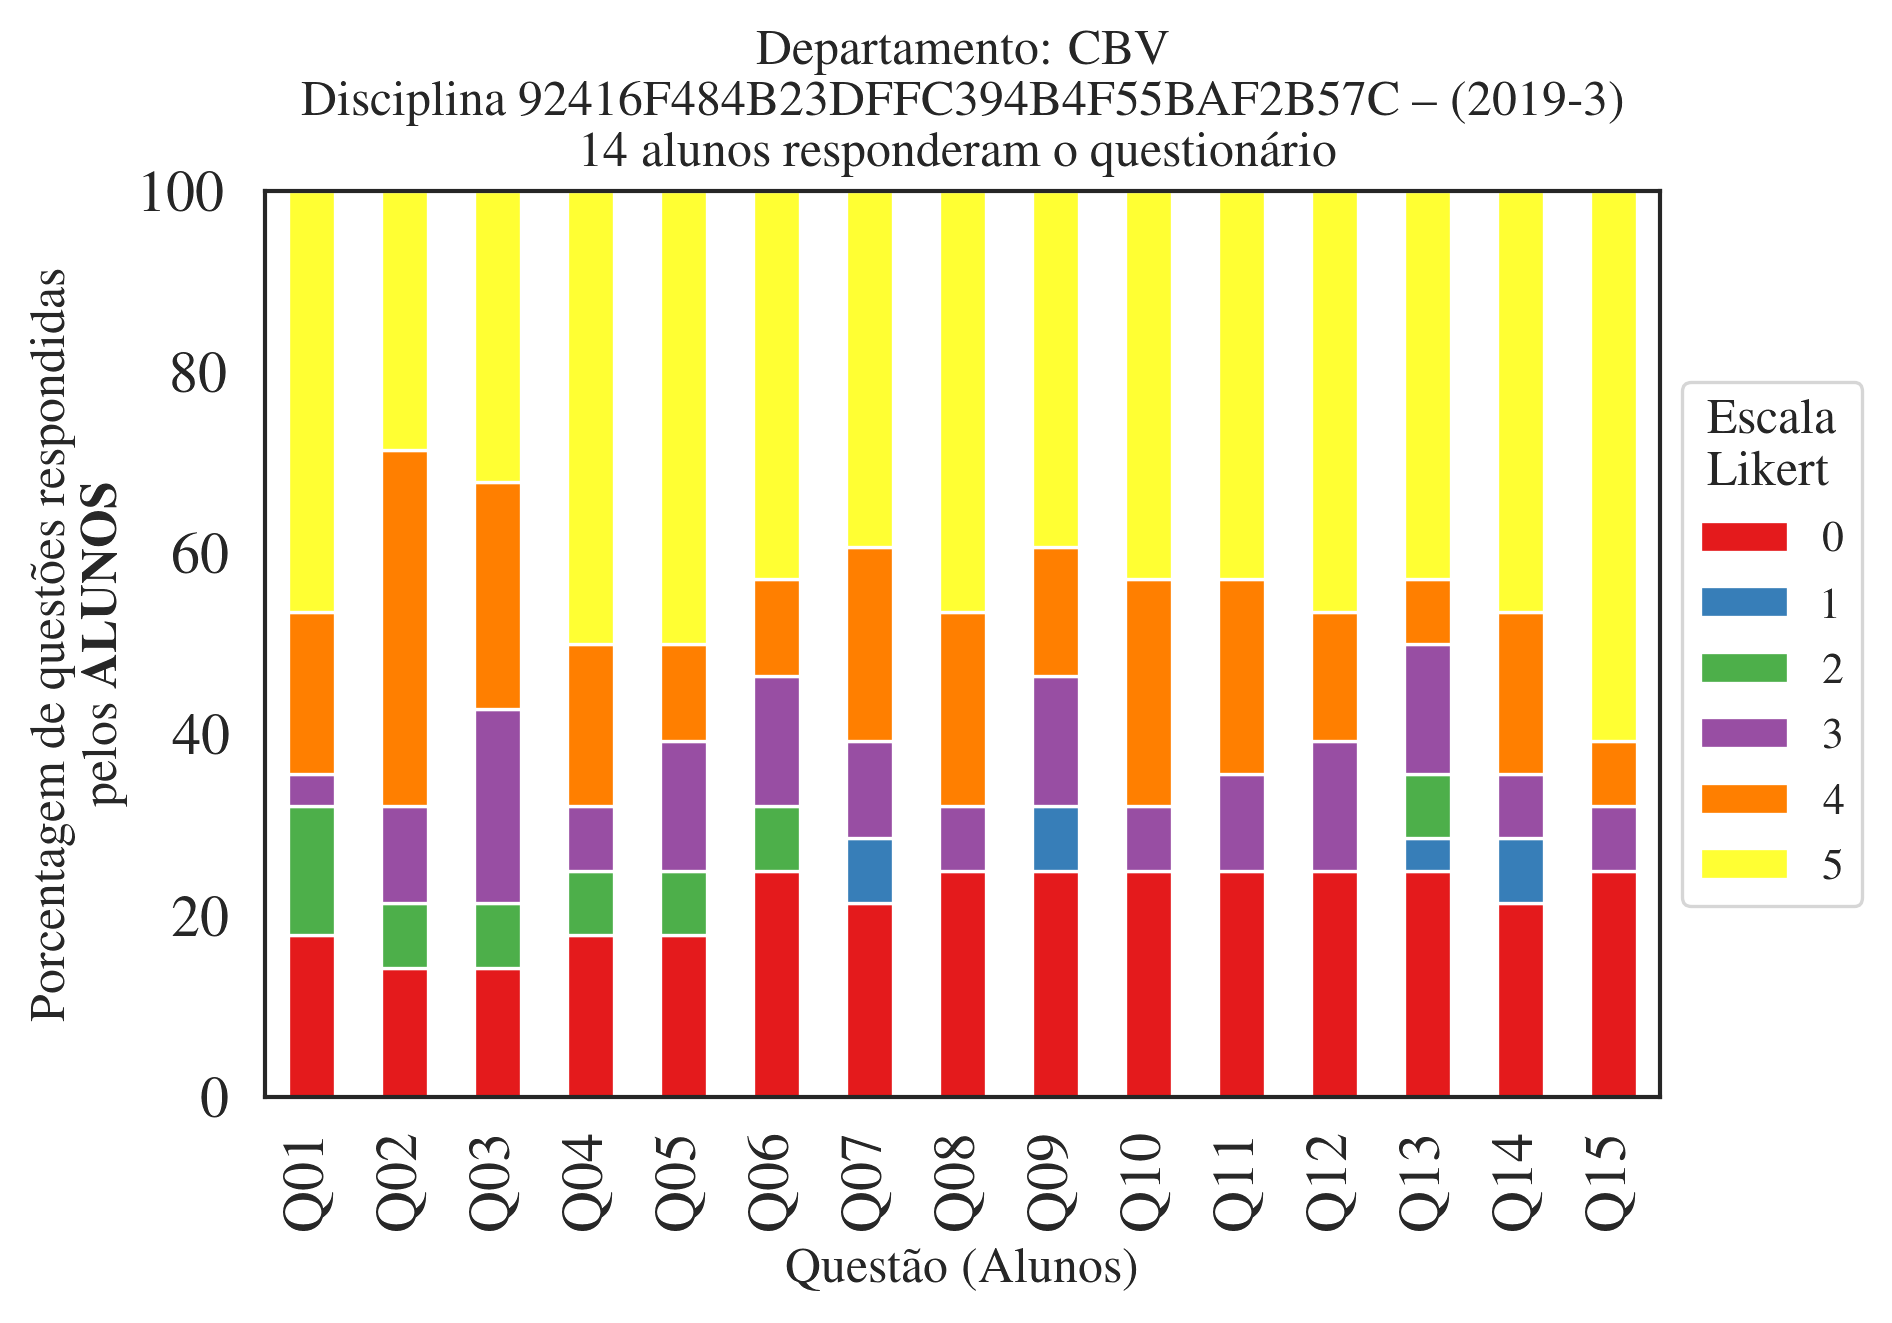 Departamento: CBV
Disciplina 92416F484B23DFFC394B4F55BAF2B57C – (2019-3)
14 alunos responderam o questionário
Porcentagem de questões respondidas
pelos ALUNOS
100
80
60
40
20
0
Q01
Q02
Q03
Q04
Q05
Q06
Q07
Q08
Q09
Q10
Q11
Q12
Q13
Q14
Q15
Questão (Alunos)
Escala
Likert
0
1
2
3
4
5